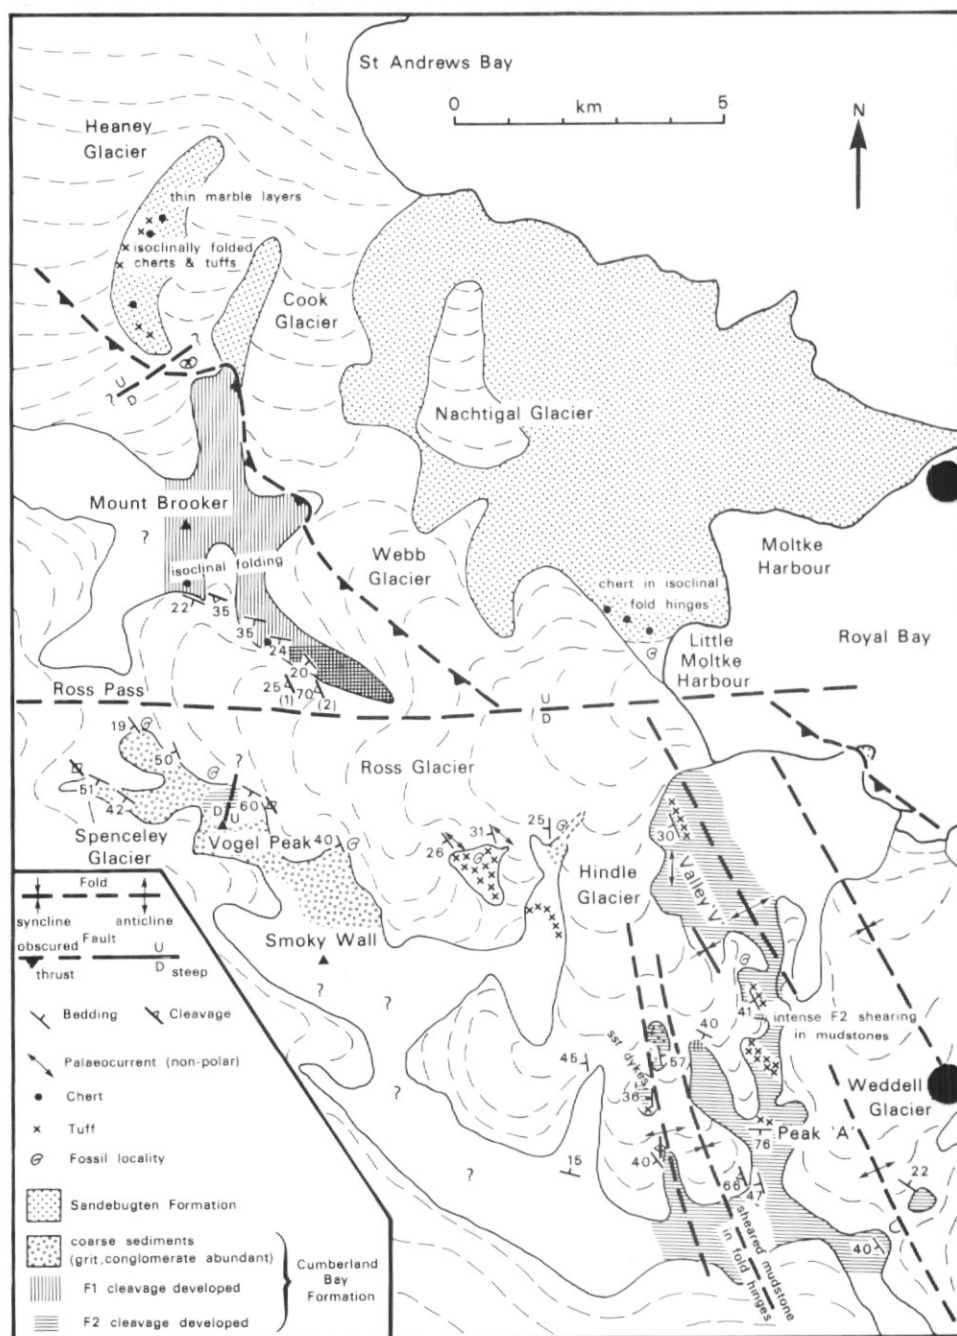 St Andrews Bay
0 km 5
N
Heaney
Glacier
thin marble layers
isoclinally folded
cherts & tuffs
Cook
Glacier
?
U
D
?
Nachtigal Glacier
Mount Brooker
?
isoclinal folding
Webb
Glacier
Moltke
Harbour
chert in isoclinal
fold hinges
Little
Moltke
Harbour
Royal Bay
22
35
35
24
20
25
(1)
70
(2)
Ross Pass
U
D
19
50
?
51
42
D
U
60
Ross Glacier
Spenceley
Glacier
Vogel Peak
40
26
31
25
30
Hindle
Glacier
Valley V
Smoky Wall
?
?
41
intense F2 shearing
in mudstones
40
45
sst dykes
57
36
?
Weddell
Glacier
Peak 'A'
76
15
?
40
66
47
22
sheared mudstone
in fold hinges
40
Fold
syncline
anticline
obscured
Fault
U
D
thrust
steep
Bedding
Cleavage
Palaeocurrent (non-polar)
Chert
Tuff
Fossil locality
Sandebugten Formation
coarse sediments
(grit, conglomerate abundant)
F1 cleavage developed
F2 cleavage developed
Cumberland
Bay
Formation